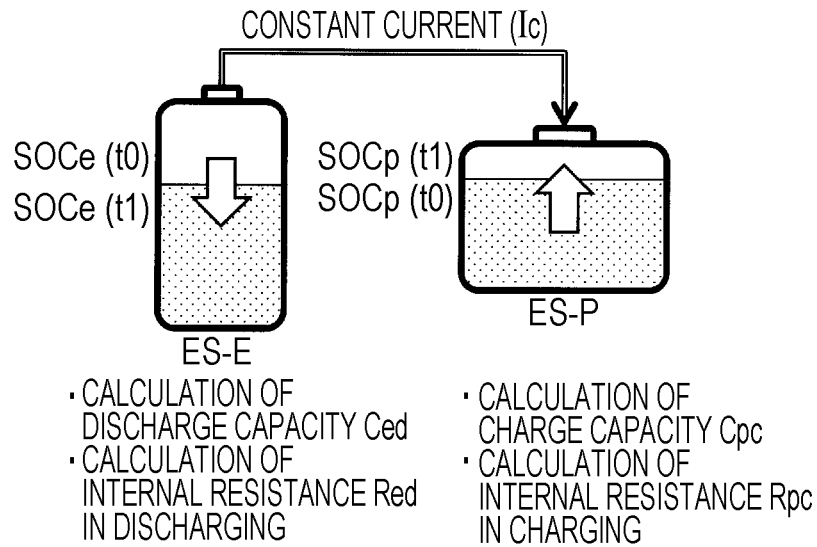 CONSTANT CURRENT (Ic)
SOCe (t0)
SOCe (t1)
SOCp (t1)
SOCp (t0)
ES-E
ES-P
· CALCULATION OF
DISCHARGE CAPACITY Ced
· CALCULATION OF
INTERNAL RESISTANCE Red
IN DISCHARGING
· CALCULATION OF
CHARGE CAPACITY Cpc
· CALCULATION OF
INTERNAL RESISTANCE Rpc
IN CHARGING